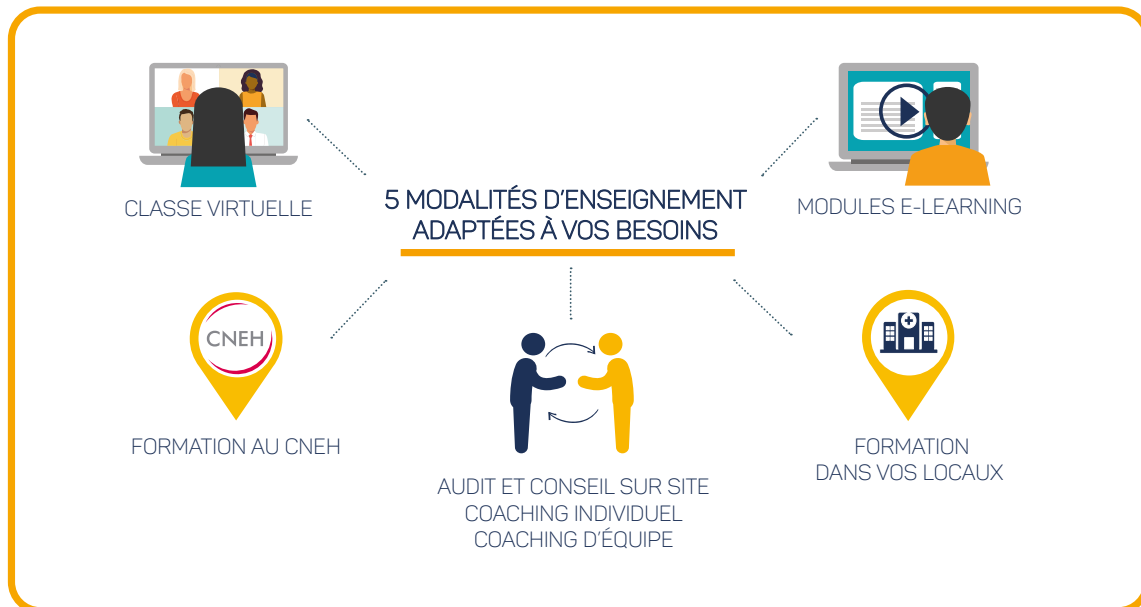 CLASSE VIRTUELLE
5 MODALITÉS D'ENSEIGNEMENT
ADAPTÉES À VOS BESOINS
MODULES E-LEARNING
CNEH
FORMATION AU CNEH
AUDIT ET CONSEIL SUR SITE
COACHING INDIVIDUEL
COACHING D'ÉQUIPE
FORMATION
DANS VOS LOCAUX